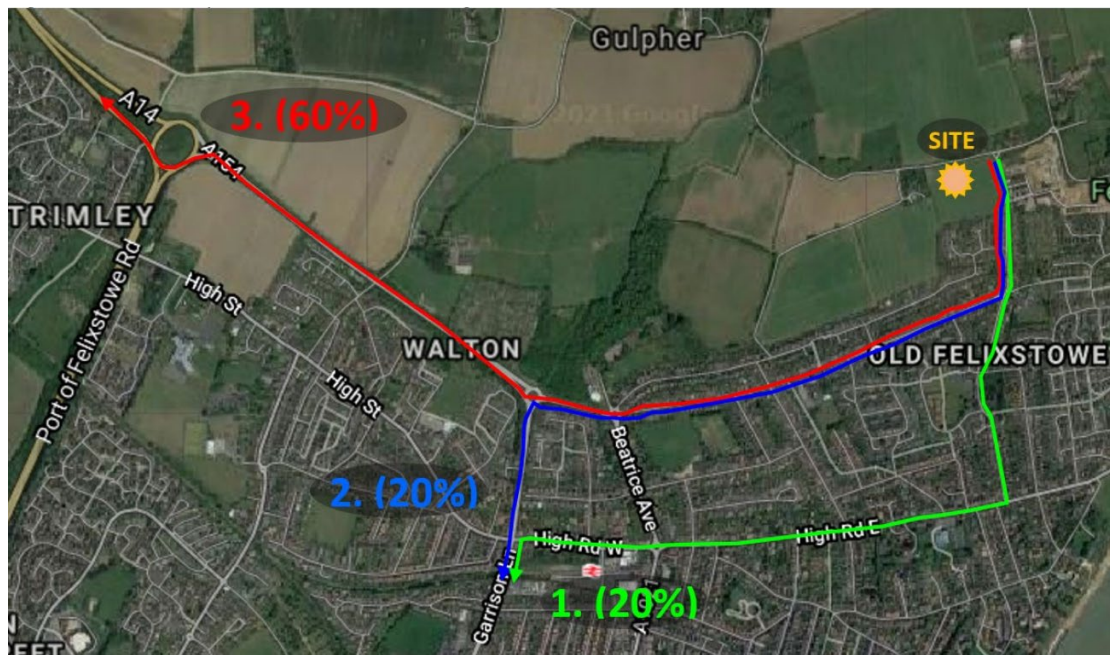 Gulpher
A14
3. (60%)
2021 Google
SITE
A154
TRIMLEY
High St
Port of Felixstowe Rd
WALTON
OLD FELIXSTOWE
High St
Beatrice Ave
2. (20%)
High Rd W
High Rd E
Garrison Ln
1. (20%)